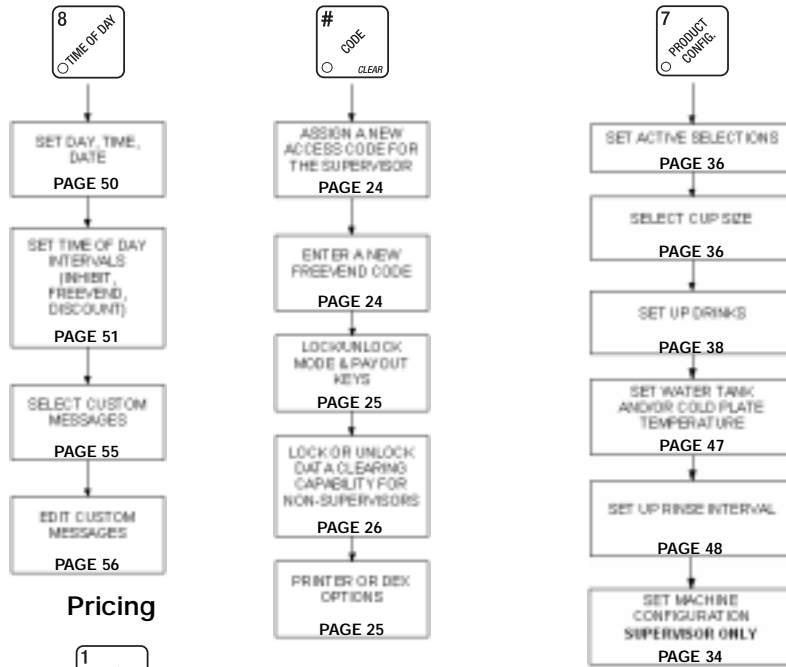 8
TIME OF DAY
SET DAY, TIME,
DATE
PAGE 50
SET TIME OF DAY
INTERVALS
(INHIBIT,
FREEVEND,
DISCOUNT)
PAGE 51
SELECT CUSTOM
MESSAGES
PAGE 55
EDIT CUSTOM
MESSAGES
PAGE 56
Pricing
1
#
CODE
CLEAR
ASSIGN A NEW
ACCESS CODE FOR
THE SUPERVISOR
PAGE 24
ENTER A NEW
FREEVEND CODE
PAGE 24
LOCK/UNLOCK
MODE & PAYOUT
KEYS
PAGE 25
LOCK OR UNLOCK
DATA CLEARING
CAPABILITY FOR
NON-SUPERVISORS
PAGE 26
PRINTER OR DEX
OPTIONS
PAGE 25
7
PRODUCT
CONFIG.
SET ACTIVE SELECTIONS
PAGE 36
SELECT CUP SIZE
PAGE 36
SET UP DRINKS
PAGE 38
SET WATER TANK
AND/OR COLD PLATE
TEMPERATURE
PAGE 47
SET UP RINSE INTERVAL
PAGE 48
SET MACHINE
CONFIGURATION
SUPERVISOR ONLY
PAGE 34